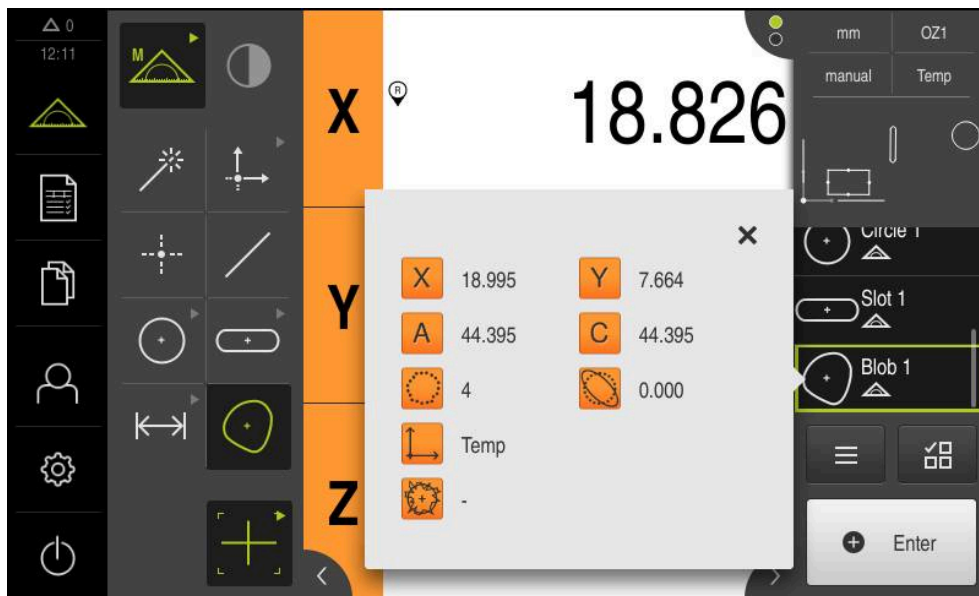 0
12:11
M
X
R
18.826
mm
OZ1
manual
Temp
X 18.995
Y 7.664
A 44.395
C 44.395
4
0.000
Temp
-
Y
Z
Circle 1
Slot 1
Blob 1
Enter